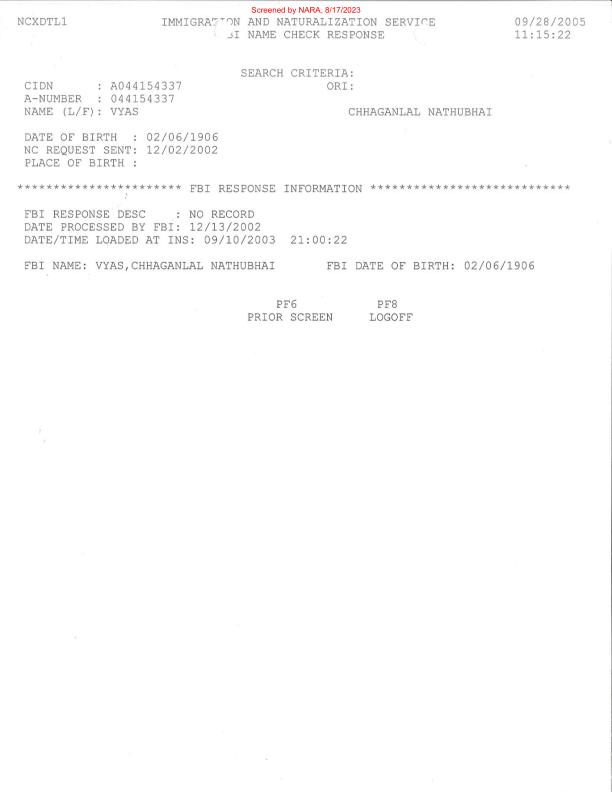 Screened by NARA, 8/17/2023
NCXDTL1 IMMIGRATION AND NATURALIZATION SERVICE 09/28/2005
BI NAME CHECK RESPONSE 11:15:22
SEARCH CRITERIA:
CIDN : A044154337 ORI:
A-NUMBER : 044154337
NAME (L/F): VYAS CHHAGANLAL NATHUBHAI
DATE OF BIRTH : 02/06/1906
NC REQUEST SENT: 12/02/2002
PLACE OF BIRTH :
*********************** FBI RESPONSE INFORMATION ****************************
FBI RESPONSE DESC : NO RECORD
DATE PROCESSED BY FBI: 12/13/2002
DATE/TIME LOADED AT INS: 09/10/2003 21:00:22
FBI NAME: VYAS,CHHAGANLAL NATHUBHAI FBI DATE OF BIRTH: 02/06/1906
PF6 PF8
PRIOR SCREEN LOGOFF